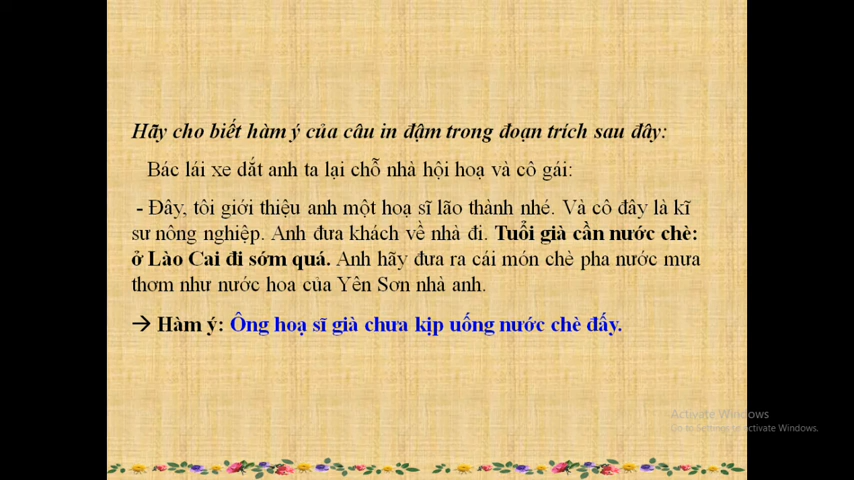 Hãy cho biết hàm ý của câu in đậm trong đoạn trích sau đây:
Bác lái xe dắt anh ta lại chỗ nhà hội hoạ và cô gái:
- Đây, tôi giới thiệu anh một hoạ sĩ lão thành nhé. Và cô đây là kĩ
sư nông nghiệp. Anh đưa khách về nhà đi. Tuổi già cần nước chè:
ở Lào Cai đi sớm quá. Anh hãy đưa ra cái món chè pha nước mưa
thơm như nước hoa của Yên Sơn nhà anh.
→ Hàm ý: Ông hoạ sĩ già chưa kịp uống nước chè đấy.
Activate Windows
Go to Settings to activate Windows.